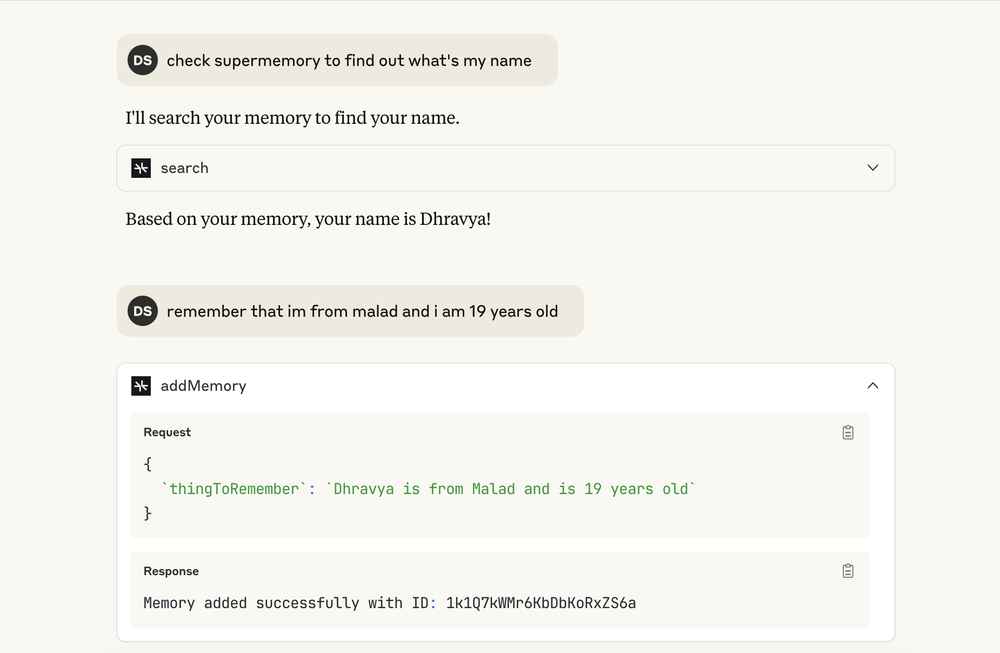 DS check supermemory to find out what's my name
I'll search your memory to find your name.
search
Based on your memory, your name is Dhravya!
DS remember that im from malad and i am 19 years old
addMemory
Request
{
`thingToRemember`: `Dhravya is from Malad and is 19 years old`
}
Response
Memory added successfully with ID: 1k1Q7kWMr6KbDbKoRxZS6a